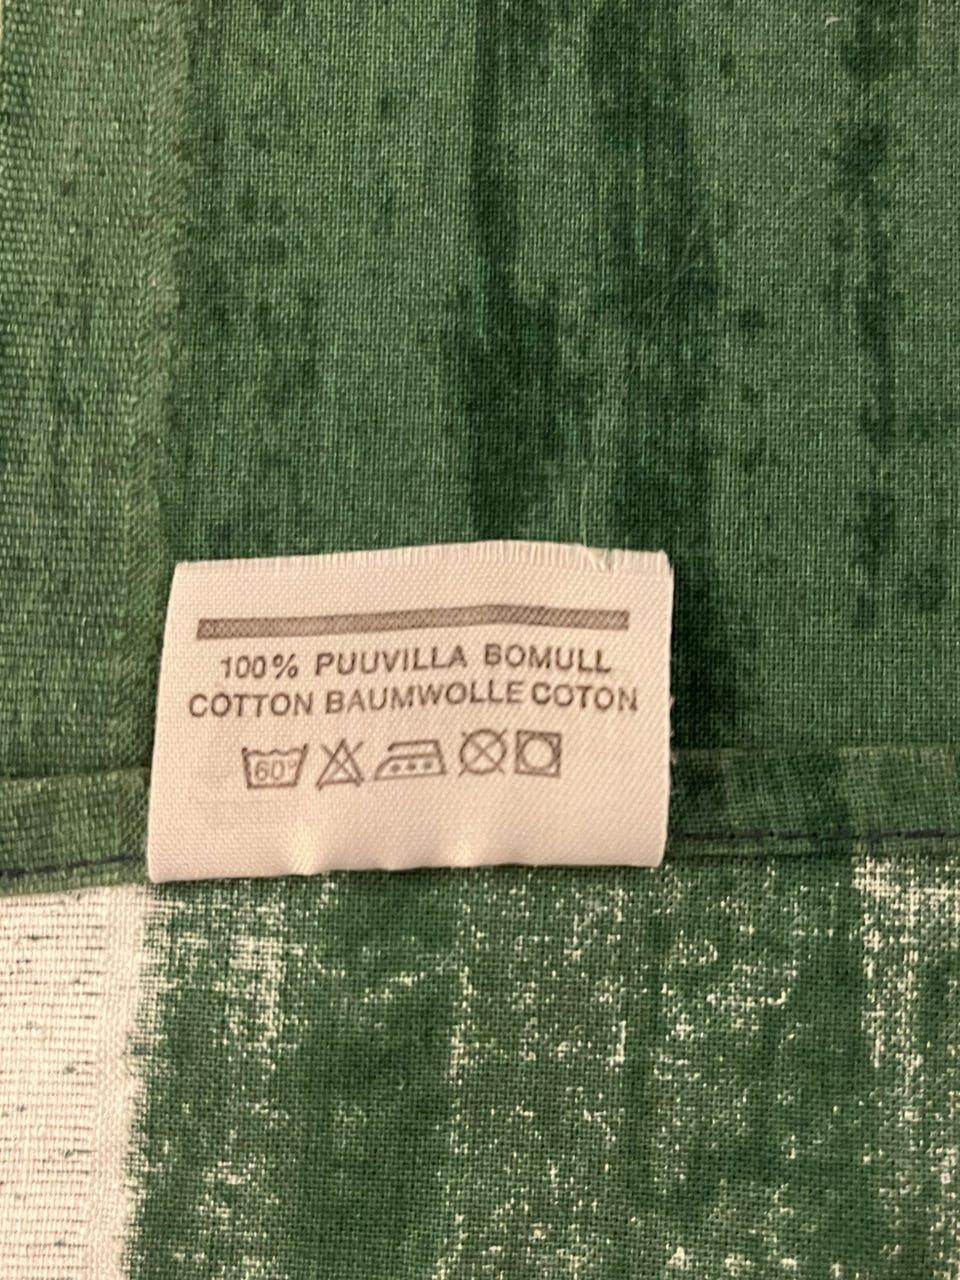 100% PUUVILLA BOMULL
COTTON BAUMWOLLE COTON
60°